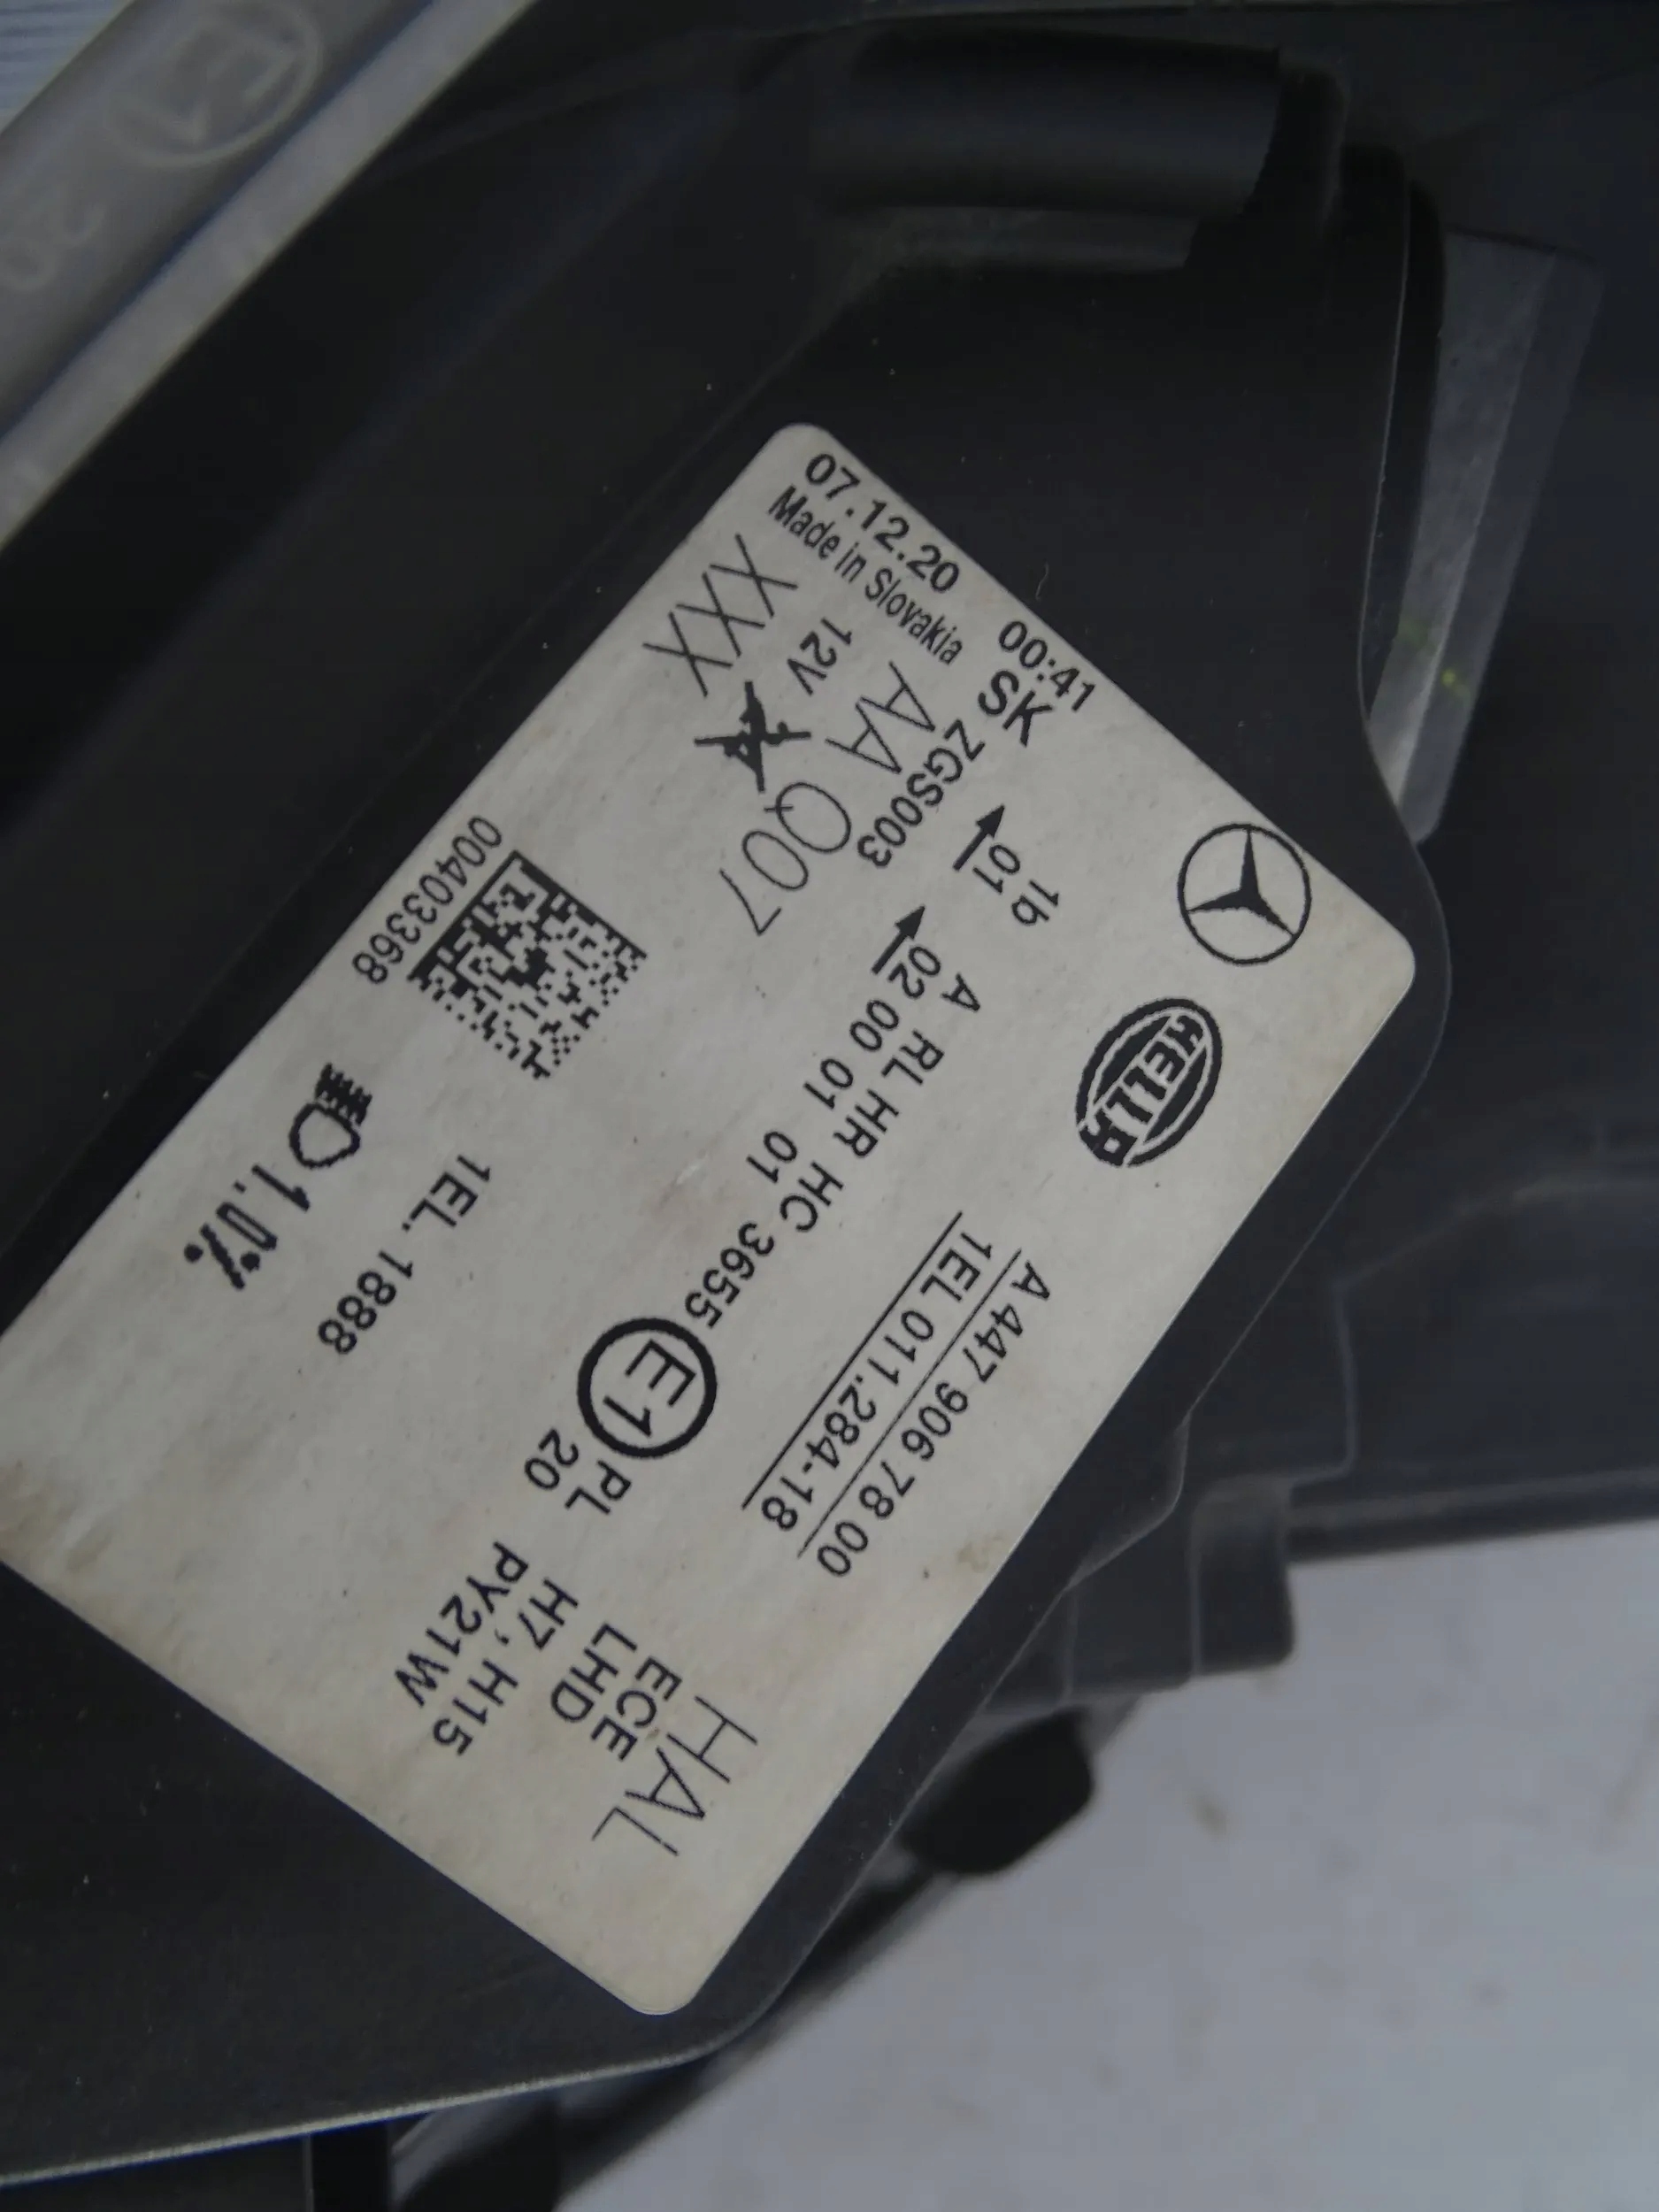 A 447 906 78 00
1EL 011.284-18
HELLA
HAL
ECE
LHD
H7, H15
PY21W
1b A RL HR HC 3655 E1 PL
01 02 00 01 01 20
07.12.20 00:41
Made in Slovakia SK
ZGS003
12V AA Q07
XXX
00403368
1EL. 1888
1.0%